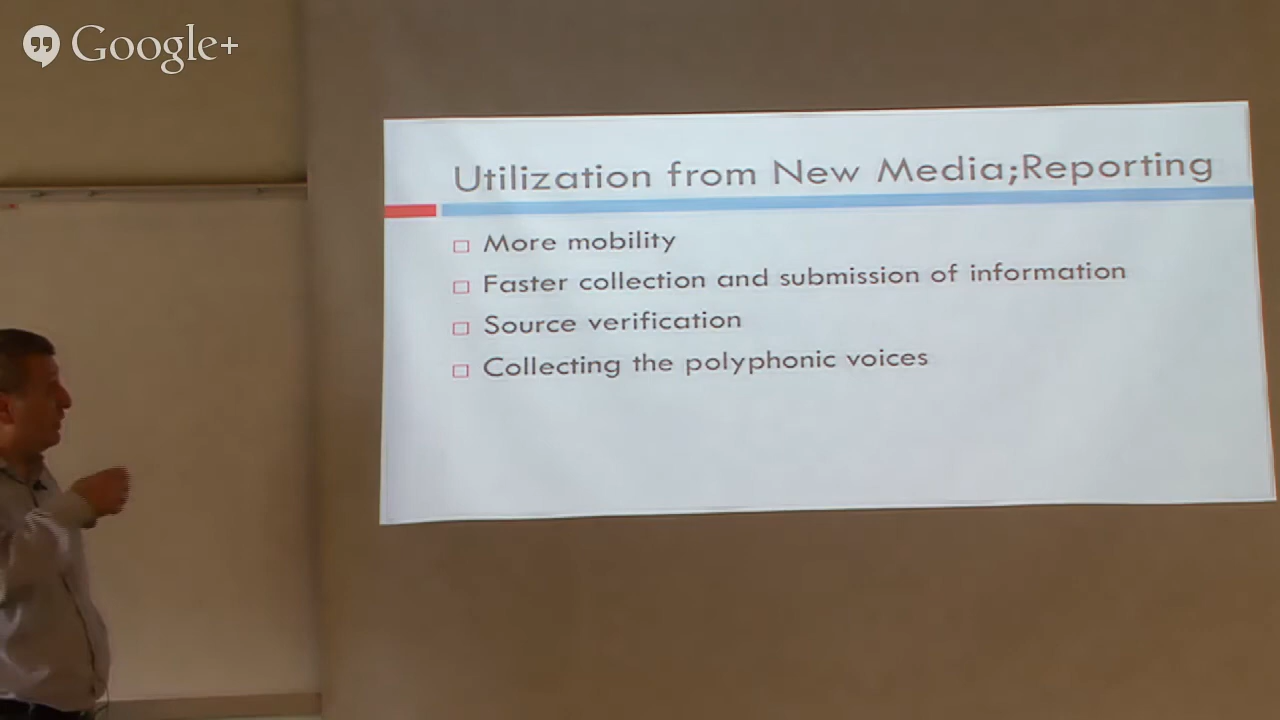 Google+
Utilization from New Media;Reporting
More mobility
Faster collection and submission of information
Source verification
Collecting the polyphonic voices